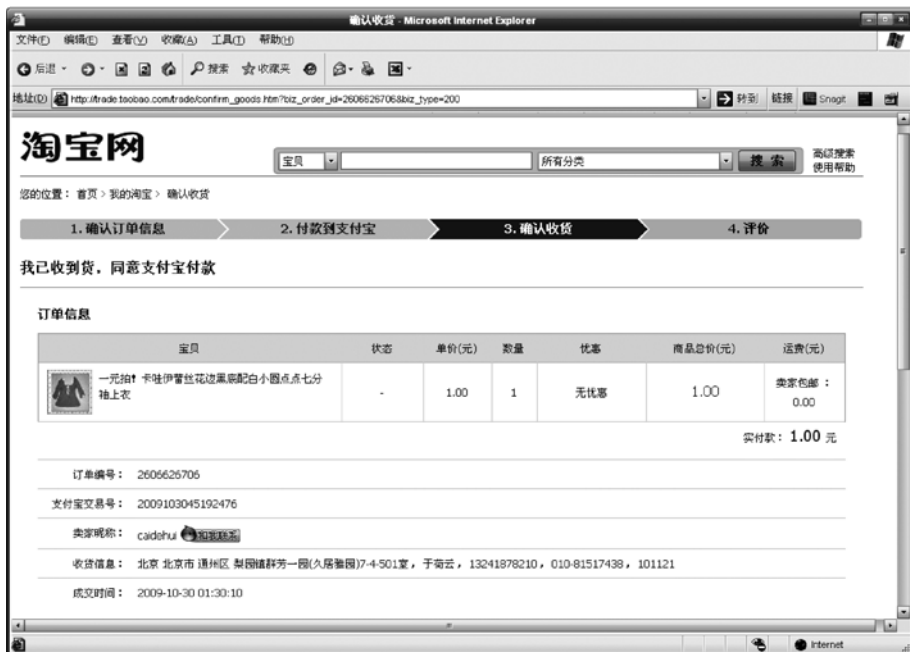 确认收货 - Microsoft Internet Explorer
文件(F) 编辑(E) 查看(V) 收藏(A) 工具(T) 帮助(H)
后退 搜索 收藏夹
地址(D) http://trade.taobao.com/trade/confirm_goods.htm?biz_order_id=2606626706&biz_type=200 转到 链接 SnagIt
淘宝网
宝贝 所有分类 搜索 高级搜索
使用帮助
您的位置： 首页 > 我的淘宝 > 确认收货
1. 确认订单信息 2. 付款到支付宝 3. 确认收货 4. 评价
我已收到货，同意支付宝付款
订单信息
宝贝 状态 单价(元) 数量 优惠 商品总价(元) 运费(元)
一元拍! 卡哇伊蕾丝花边黑底配白小圆点点七分
袖上衣 - 1.00 1 无优惠 1.00 卖家包邮：
0.00
实付款：1.00 元
订单编号： 2606626706
支付宝交易号： 2009103045192476
卖家昵称： caidehui 和我联系
收货信息： 北京 北京市 通州区 梨园镇群芳一园(久居雅园)7-4-501室，于荷云，13241878210，010-81517438，101121
成交时间： 2009-10-30 01:30:10
Internet